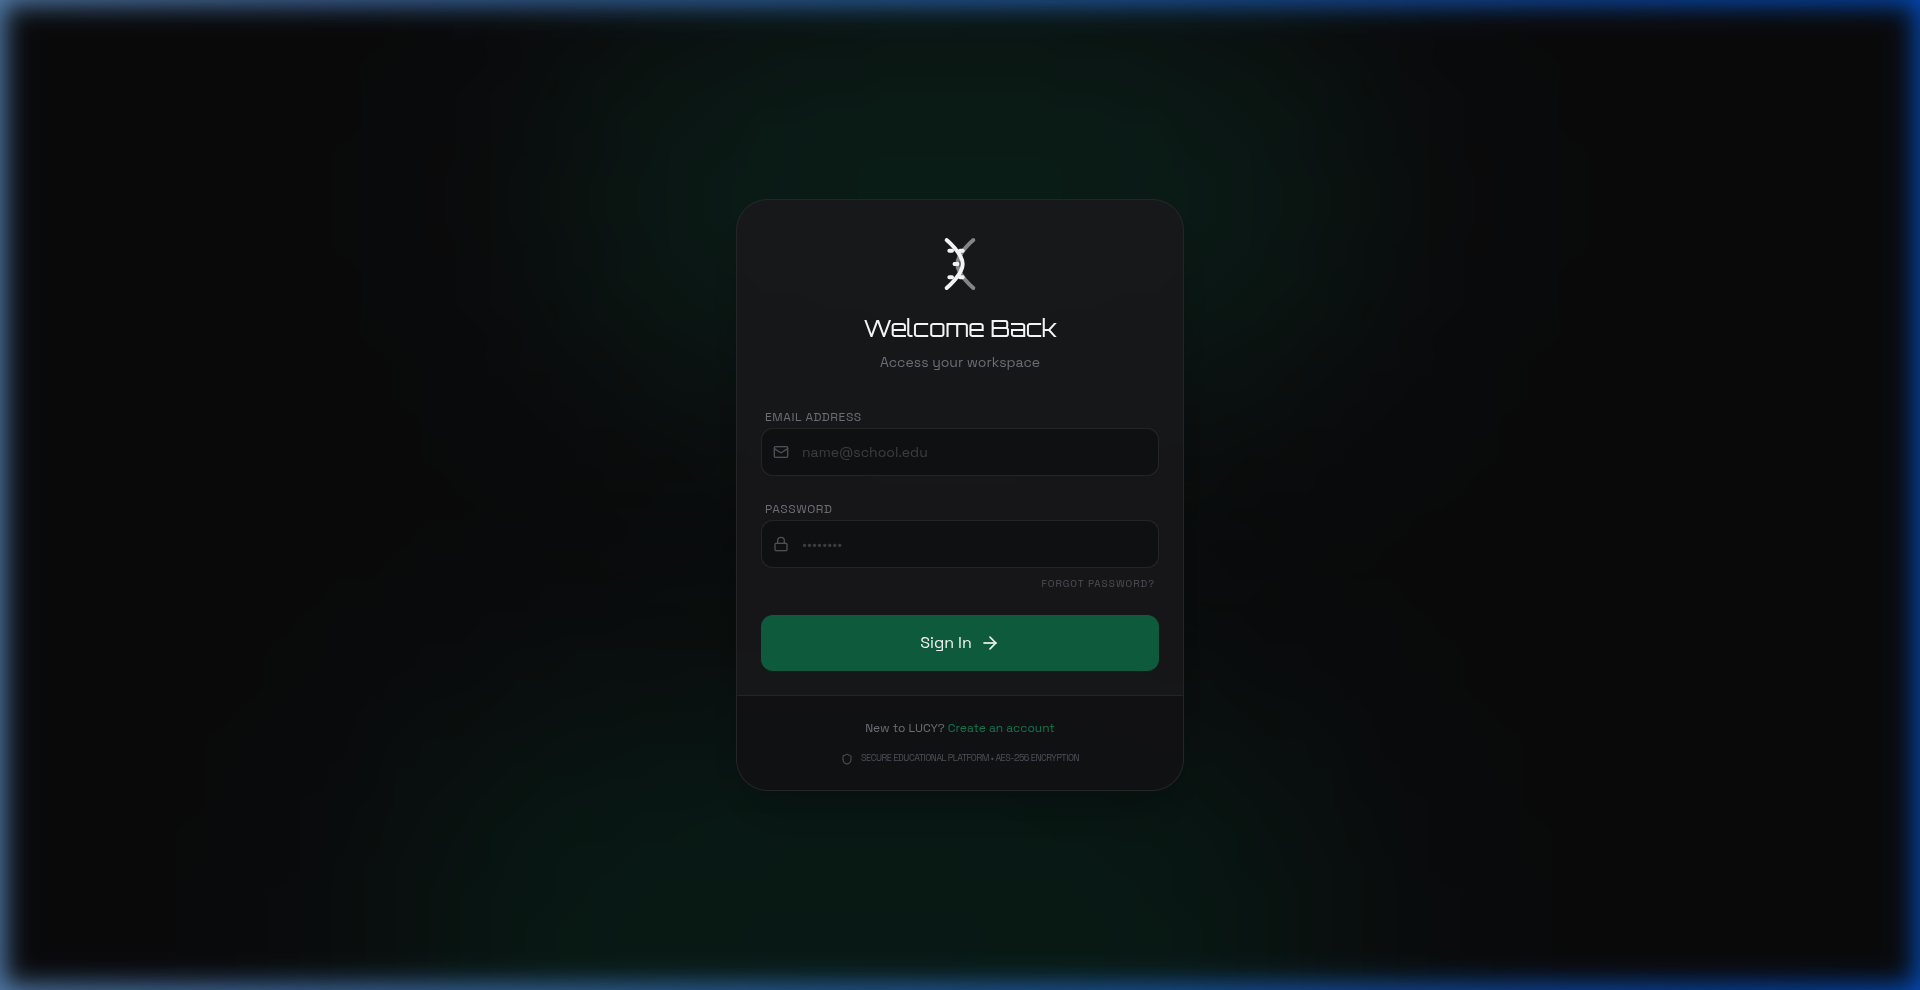 Welcome Back
Access your workspace
EMAIL ADDRESS
name@school.edu
PASSWORD
••••••••
FORGOT PASSWORD?
Sign In
New to LUCY? Create an account
SECURE EDUCATIONAL PLATFORM • AES-256 ENCRYPTION